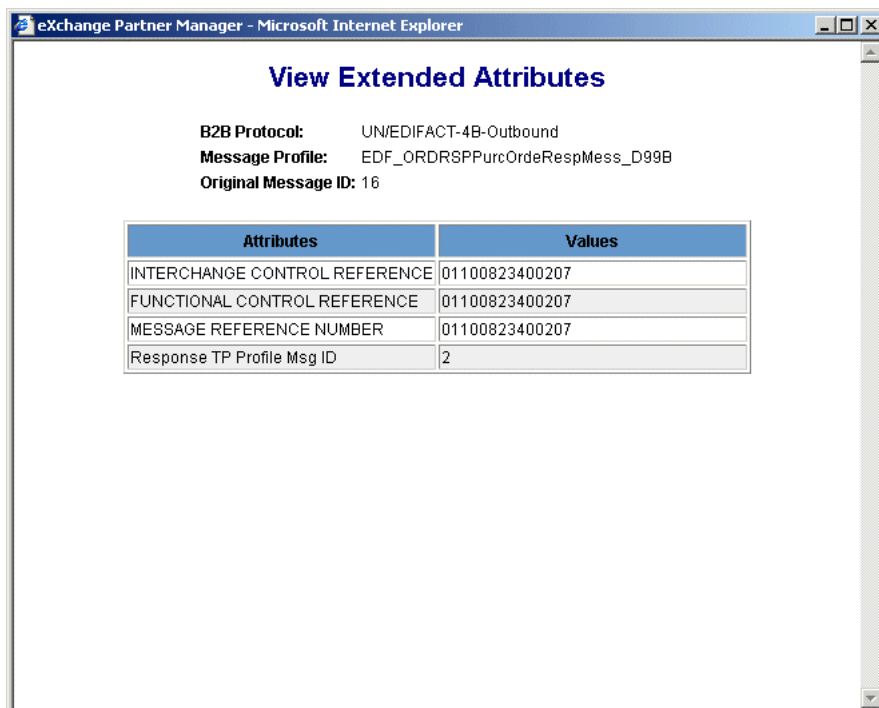 eXchange Partner Manager - Microsoft Internet Explorer
View Extended Attributes
B2B Protocol: UN/EDIFACT-4B-Outbound
Message Profile: EDF_ORDRSPPurcOrdeRespMess_D99B
Original Message ID: 16
Attributes Values
INTERCHANGE CONTROL REFERENCE 01100823400207
FUNCTIONAL CONTROL REFERENCE 01100823400207
MESSAGE REFERENCE NUMBER 01100823400207
Response TP Profile Msg ID 2